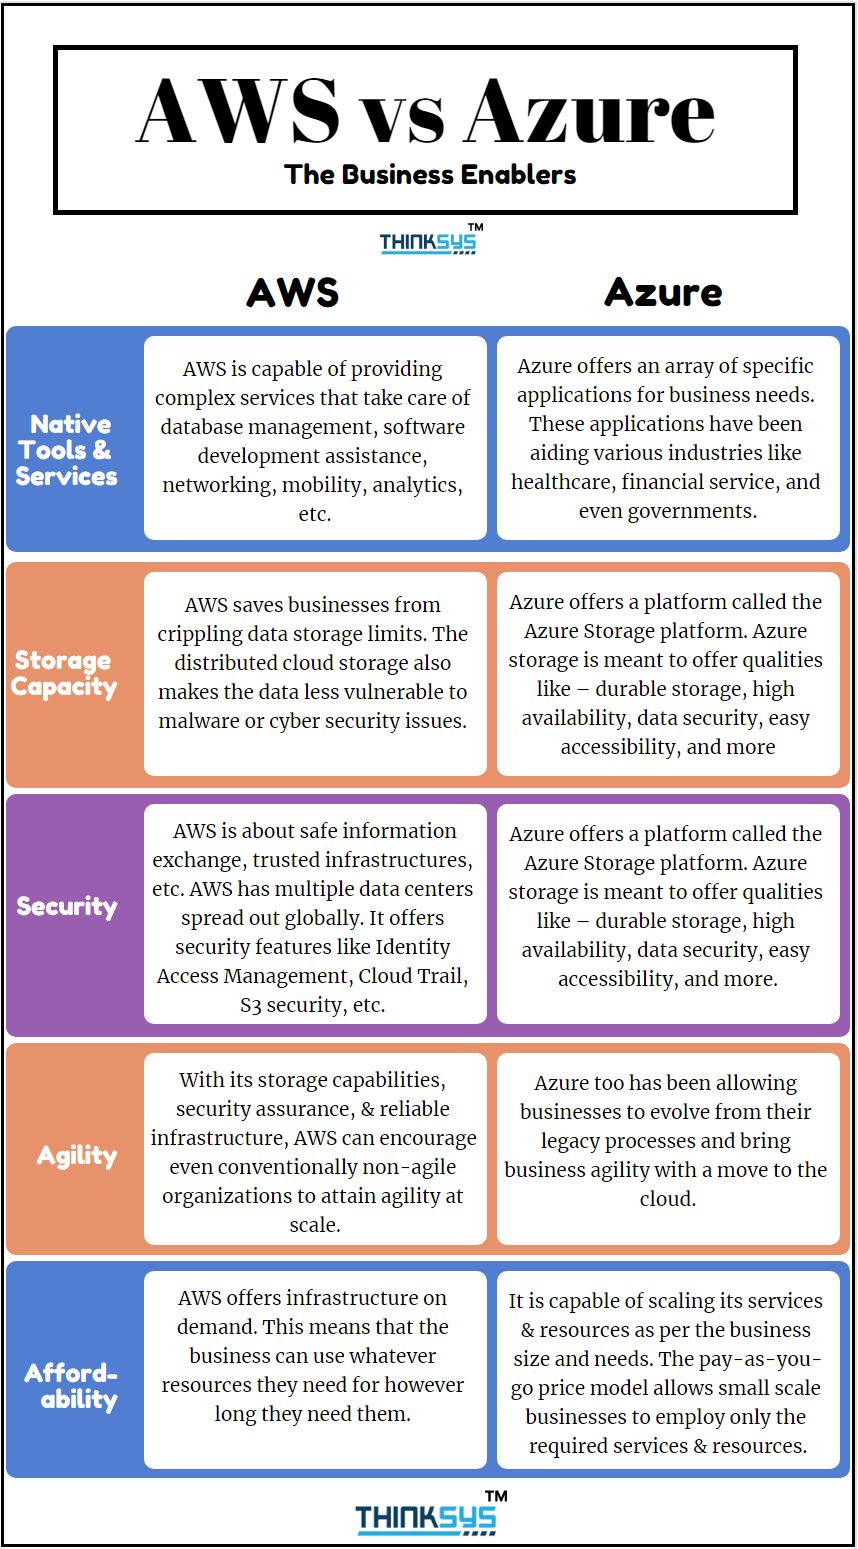 AWS vs Azure
The Business Enablers
THINKSYS™
AWS
Azure
Native
Tools &
Services
AWS is capable of providing
complex services that take care of
database management, software
development assistance,
networking, mobility, analytics,
etc.
Azure offers an array of specific
applications for business needs.
These applications have been
aiding various industries like
healthcare, financial service, and
even governments.
Storage
Capacity
AWS saves businesses from
crippling data storage limits. The
distributed cloud storage also
makes the data less vulnerable to
malware or cyber security issues.
Azure offers a platform called the
Azure Storage platform. Azure
storage is meant to offer qualities
like – durable storage, high
availability, data security, easy
accessibility, and more
Security
AWS is about safe information
exchange, trusted infrastructures,
etc. AWS has multiple data centers
spread out globally. It offers
security features like Identity
Access Management, Cloud Trail,
S3 security, etc.
Azure offers a platform called the
Azure Storage platform. Azure
storage is meant to offer qualities
like – durable storage, high
availability, data security, easy
accessibility, and more.
Agility
With its storage capabilities,
security assurance, & reliable
infrastructure, AWS can encourage
even conventionally non-agile
organizations to attain agility at
scale.
Azure too has been allowing
businesses to evolve from their
legacy processes and bring
business agility with a move to the
cloud.
Afford-
ability
AWS offers infrastructure on
demand. This means that the
business can use whatever
resources they need for however
long they need them.
It is capable of scaling its services
& resources as per the business
size and needs. The pay-as-you-
go price model allows small scale
businesses to employ only the
required services & resources.
THINKSYS™